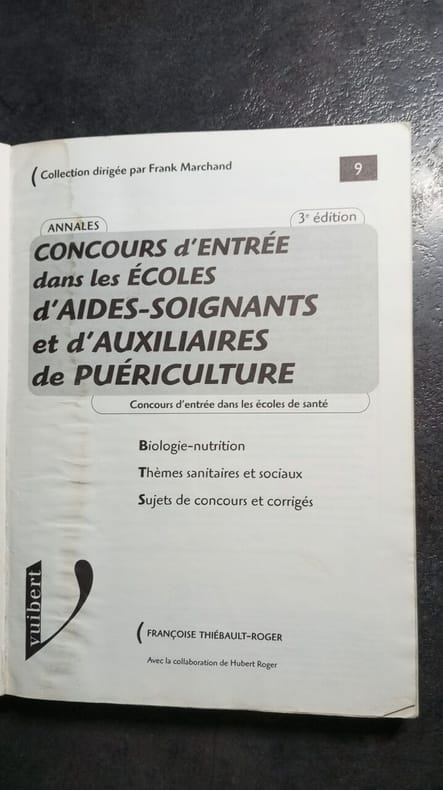 Collection dirigée par Frank Marchand
9
ANNALES
3e édition
CONCOURS d'ENTRÉE
dans les ÉCOLES
d'AIDES-SOIGNANTS
et d'AUXILIAIRES
de PUÉRICULTURE
Concours d'entrée dans les écoles de santé
Biologie-nutrition
Thèmes sanitaires et sociaux
Sujets de concours et corrigés
vuibert
FRANÇOISE THIÉBAULT-ROGER
Avec la collaboration de Hubert Roger